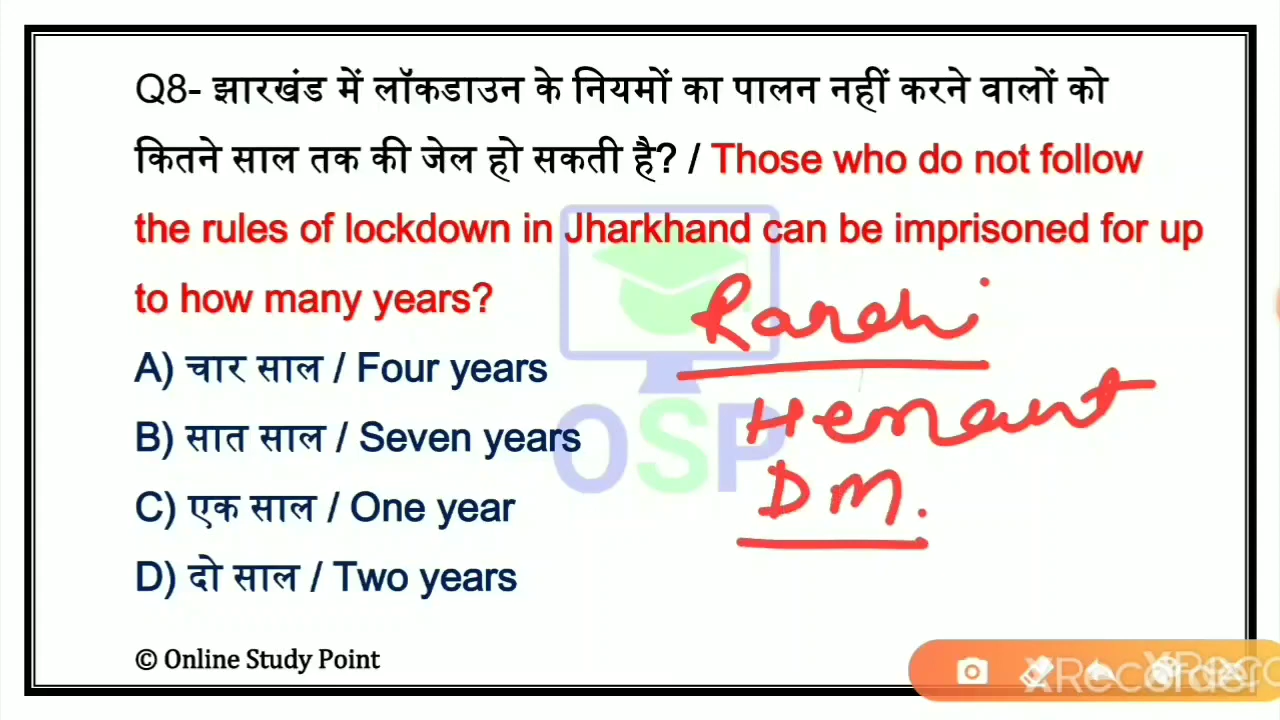 Q8- झारखंड में लॉकडाउन के नियमों का पालन नहीं करने वालों को
कितने साल तक की जेल हो सकती है? / Those who do not follow
the rules of lockdown in Jharkhand can be imprisoned for up
to how many years?
A) चार साल / Four years
B) सात साल / Seven years
C) एक साल / One year
D) दो साल / Two years
Hemant
DM.
OSP
© Online Study Point
XRecorder